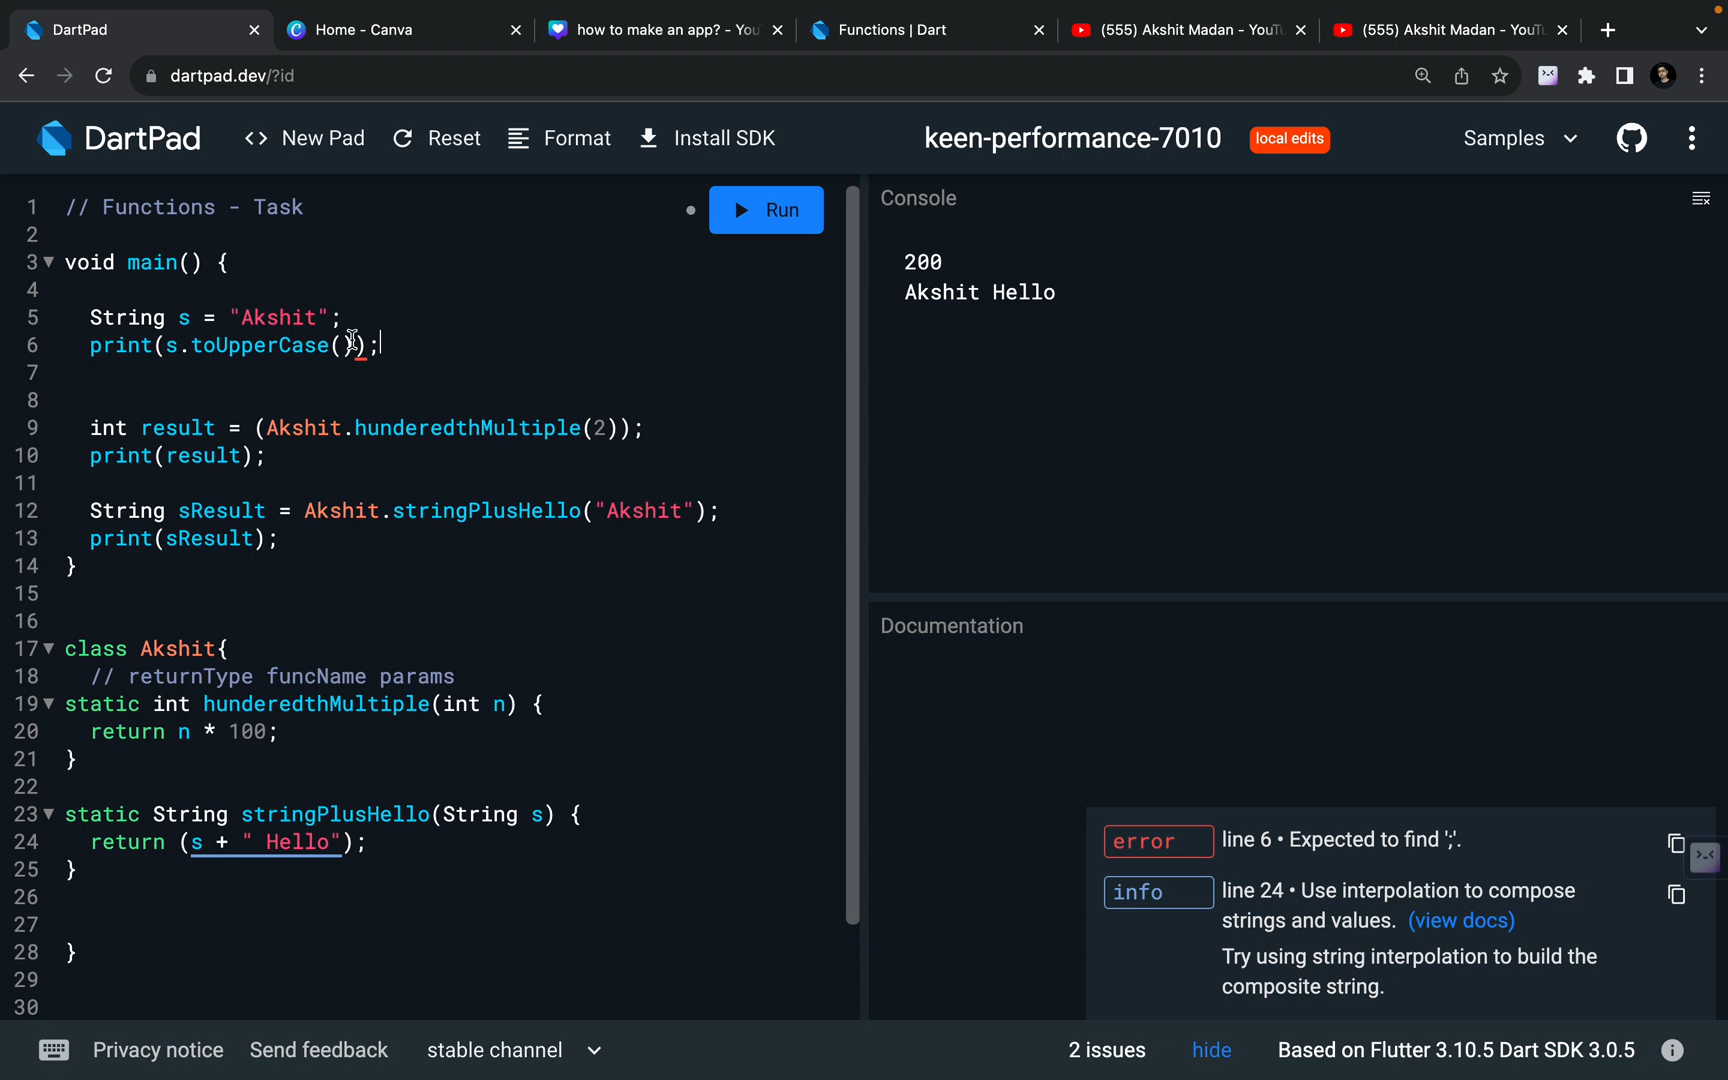 DartPad
Home - Canva
how to make an app? - You
Functions | Dart
(555) Akshit Madan - YouTu
(555) Akshit Madan - YouTu
dartpad.dev/?id
DartPad
<> New Pad
Reset
Format
Install SDK
keen-performance-7010
local edits
Samples
Run
1 // Functions - Task
2
3 void main() {
4
5 String s = "Akshit";
6 print(s.toUpperCase());
7
8
9 int result = (Akshit.hunderedthMultiple(2));
10 print(result);
11
12 String sResult = Akshit.stringPlusHello("Akshit");
13 print(sResult);
14 }
15
16
17 class Akshit{
18 // returnType funcName params
19 static int hunderedthMultiple(int n) {
20 return n * 100;
21 }
22
23 static String stringPlusHello(String s) {
24 return (s + " Hello");
25 }
26
27
28 }
29
30
Console
200
Akshit Hello
Documentation
error line 6 • Expected to find ';'.
info line 24 • Use interpolation to compose
strings and values. (view docs)
Try using string interpolation to build the
composite string.
Privacy notice
Send feedback
stable channel
2 issues
hide
Based on Flutter 3.10.5 Dart SDK 3.0.5